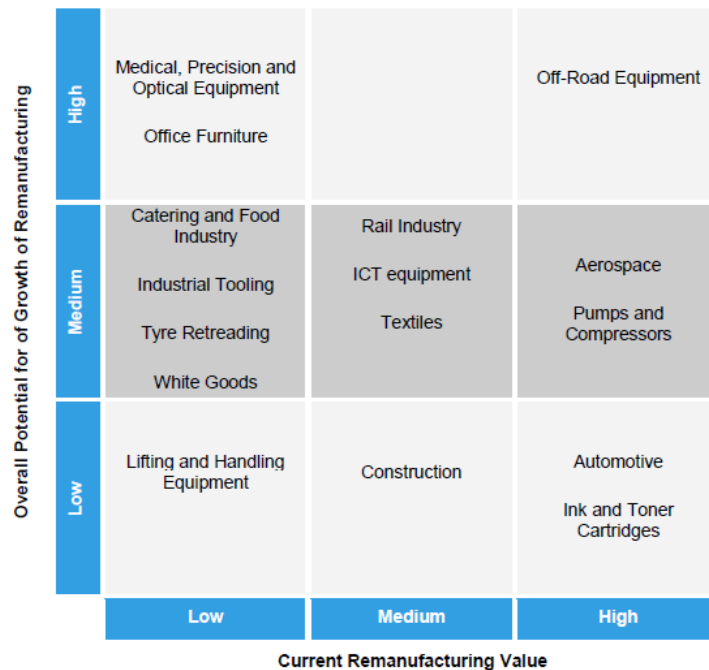 Overall Potential for of Growth of Remanufacturing
High
Medical, Precision and
Optical Equipment
Office Furniture
Off-Road Equipment
Medium
Catering and Food
Industry
Industrial Tooling
Tyre Retreading
White Goods
Rail Industry
ICT equipment
Textiles
Aerospace
Pumps and
Compressors
Low
Lifting and Handling
Equipment
Construction
Automotive
Ink and Toner
Cartridges
Low
Medium
High
Current Remanufacturing Value